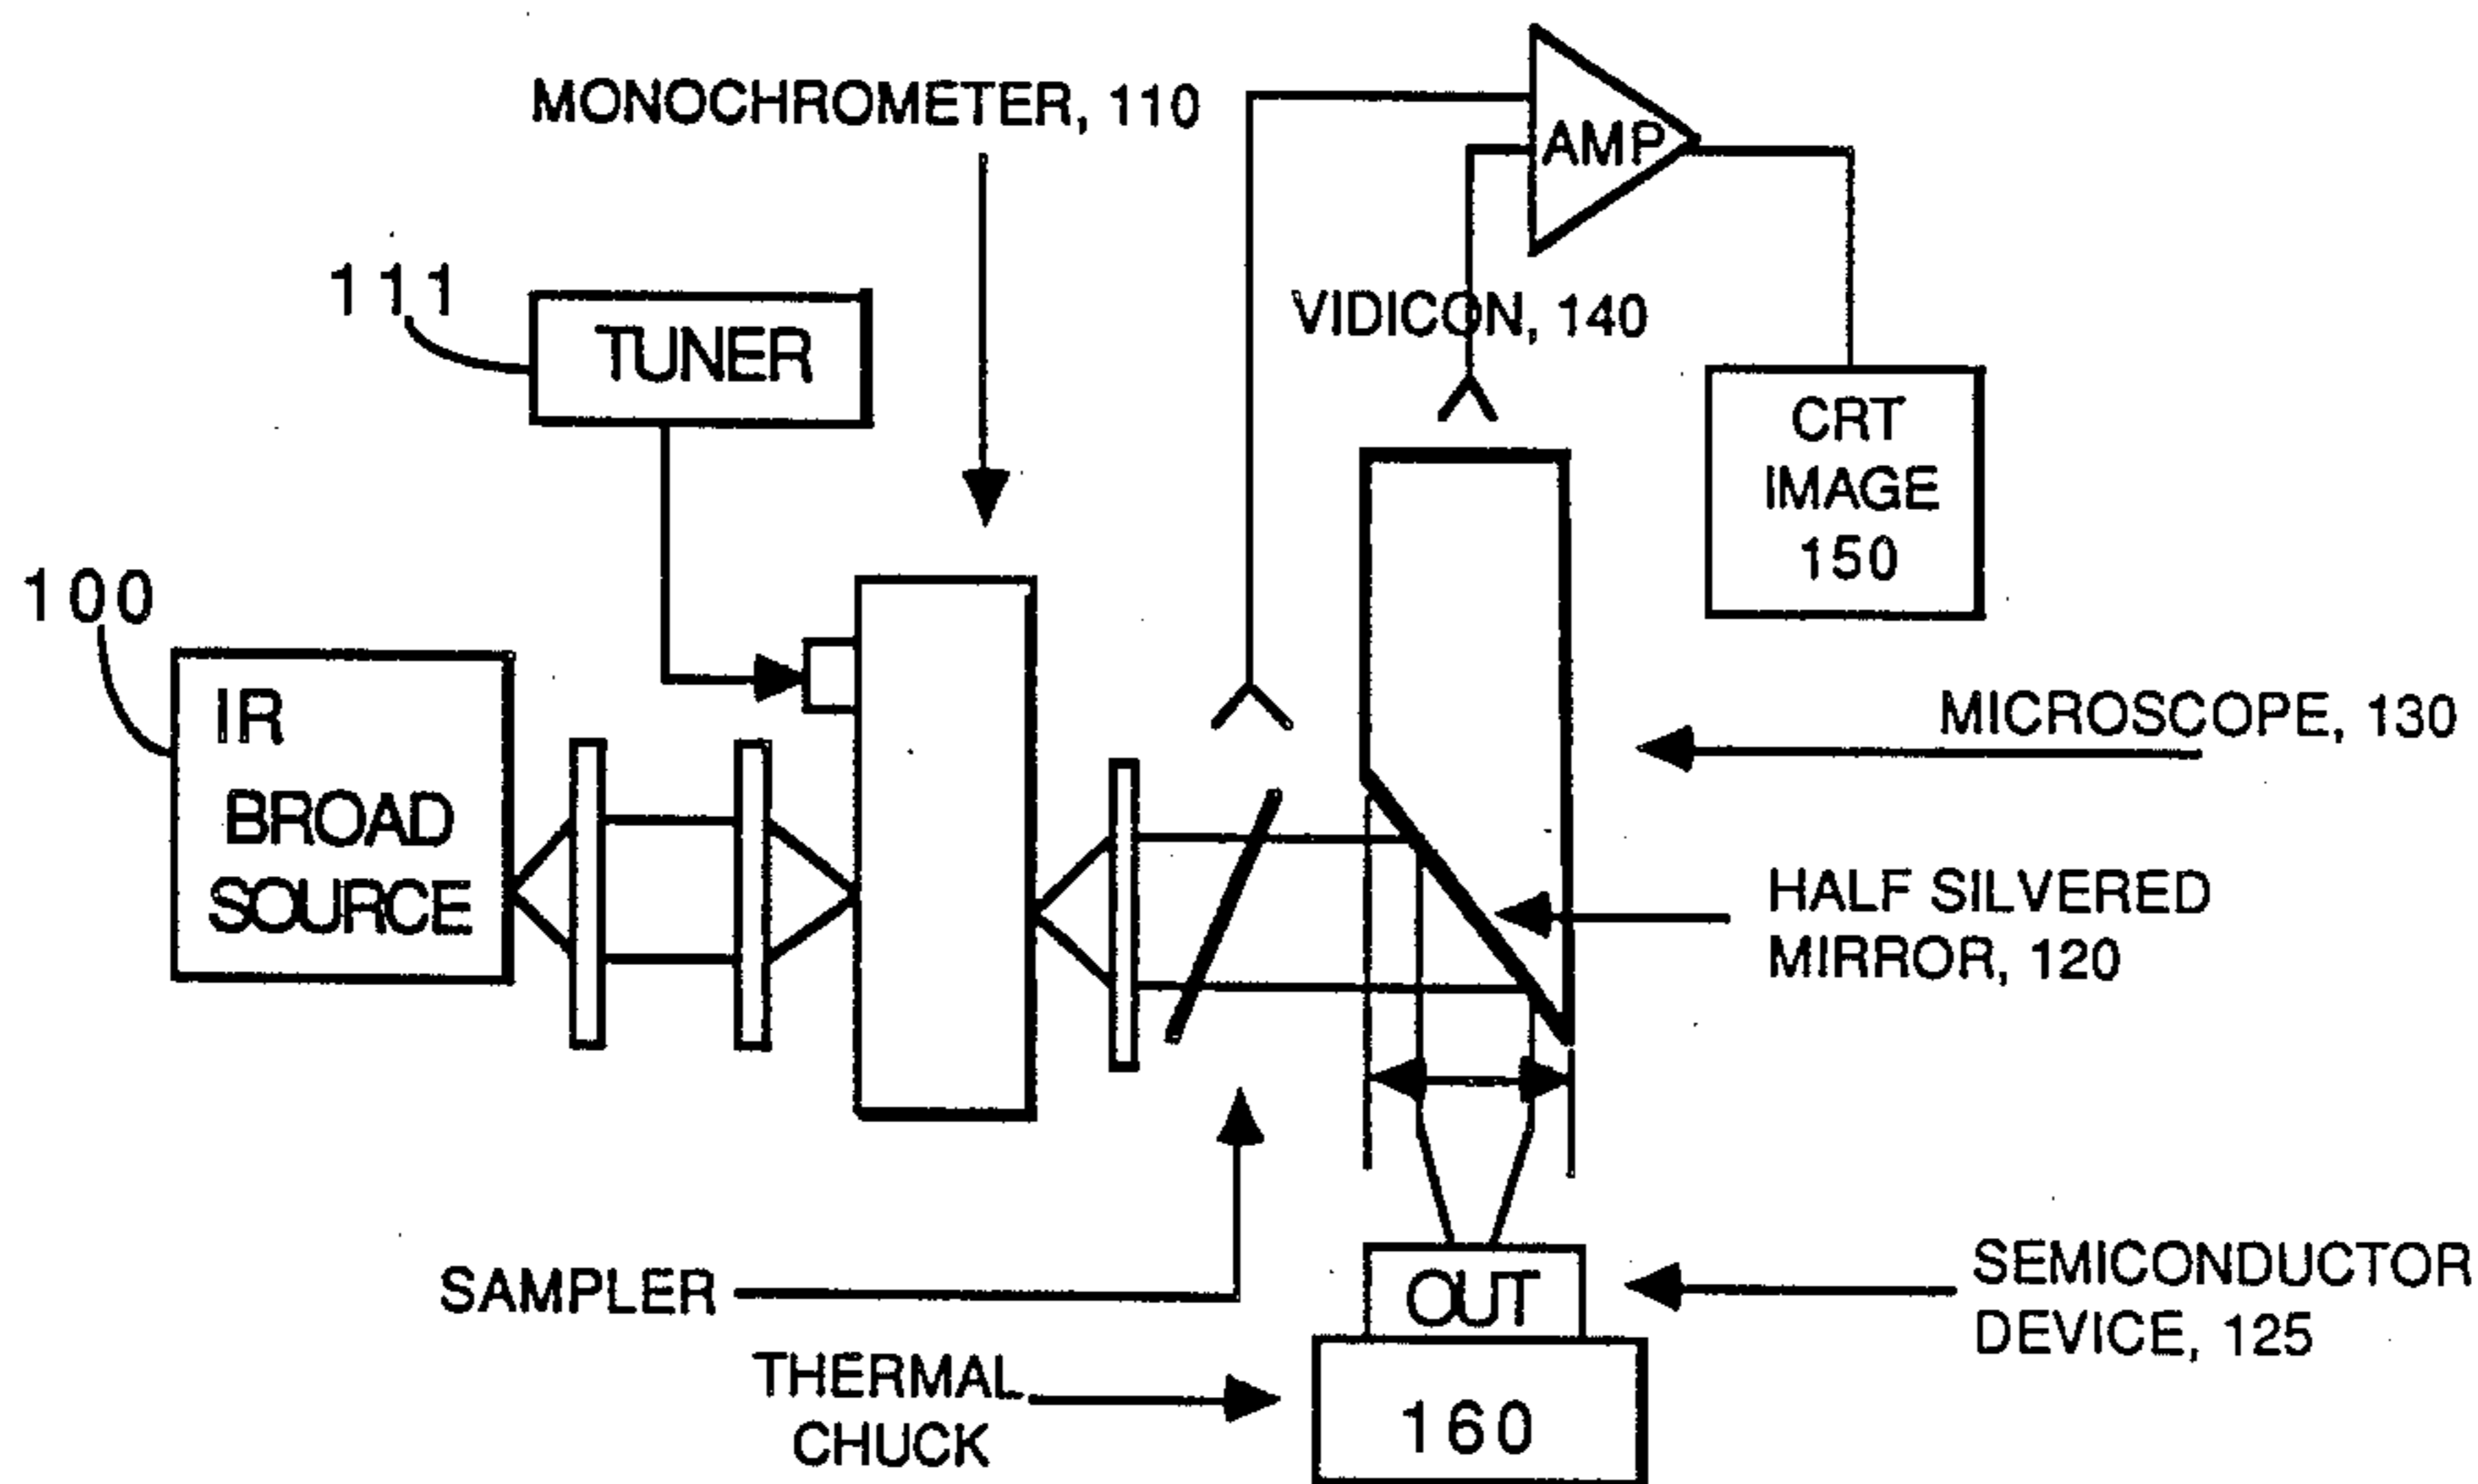 MONOCHROMETER, 110
AMP
111
TUNER
VIDICON, 140
CRT
IMAGE
150
100
IR
BROAD
SOURCE
MICROSCOPE, 130
HALF SILVERED
MIRROR, 120
SAMPLER
OUT
SEMICONDUCTOR
DEVICE, 125
THERMAL
CHUCK
160